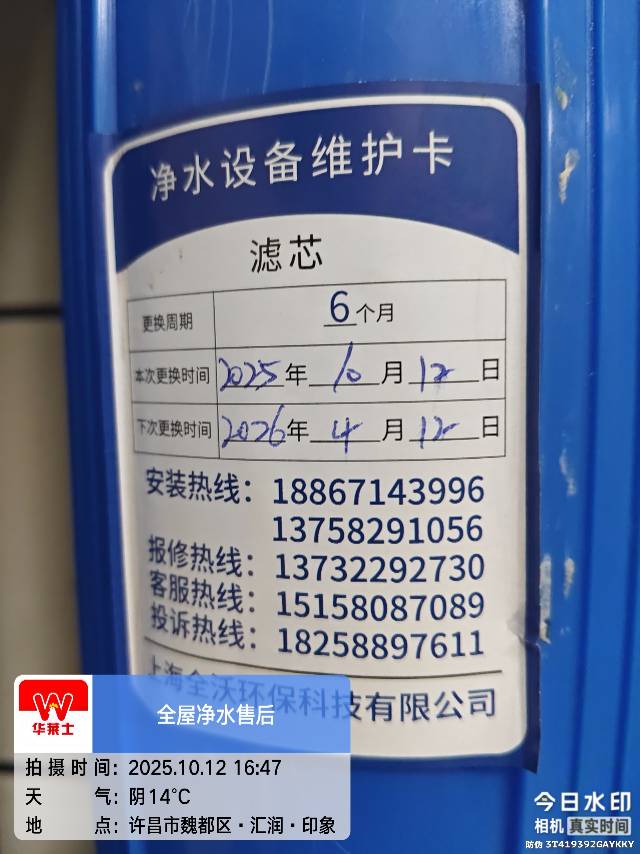 净水设备维护卡
滤芯
更换周期 6个月
本次更换时间 2025年10月12日
下次更换时间 2026年4月12日
安装热线：18867143996
13758291056
报修热线：13732292730
客服热线：15158087089
投诉热线：18258897611
上海全沃环保科技有限公司
华莱士
全屋净水售后
拍摄时间：2025.10.12 16:47
天 气：阴14℃
地 点：许昌市魏都区·汇润·印象
今日水印
相机 真实时间
防伪 3T419392GAYKKY